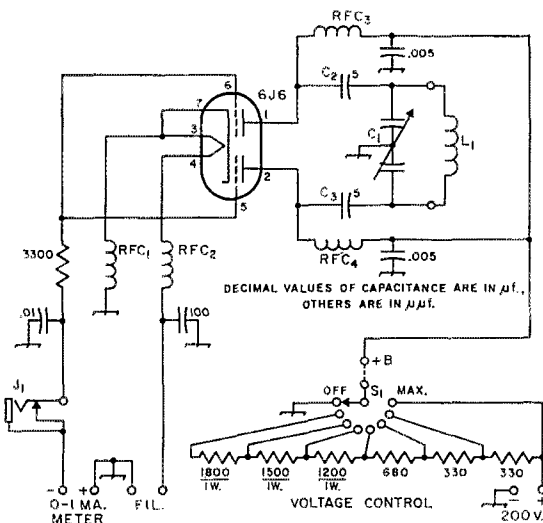 RFC3
.005
6J6
6
7
1
3
4
2
5
C2
5
C1
L1
C3
5
RFC4
.005
3300
RFC1
RFC2
.01
100
DECIMAL VALUES OF CAPACITANCE ARE IN µf.,
OTHERS ARE IN µµf.
+B
OFF
S1
MAX.
J1
1800
1W.
1500
1W.
1200
1W.
680
330
330
- +
0-1 MA.
METER
FIL.
VOLTAGE CONTROL
- +
200V.